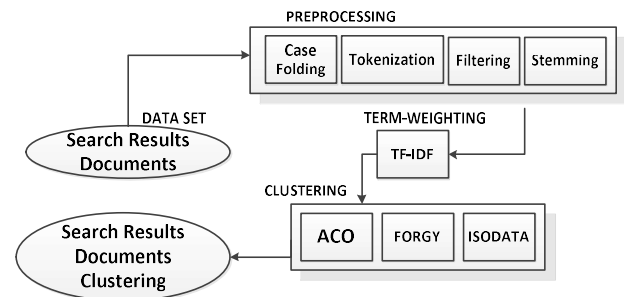 PREPROCESSING
Case
Folding
Tokenization
Filtering
Stemming
DATA SET
Search Results
Documents
TERM-WEIGHTING
TF-IDF
CLUSTERING
ACO
FORGY
ISODATA
Search Results
Documents
Clustering